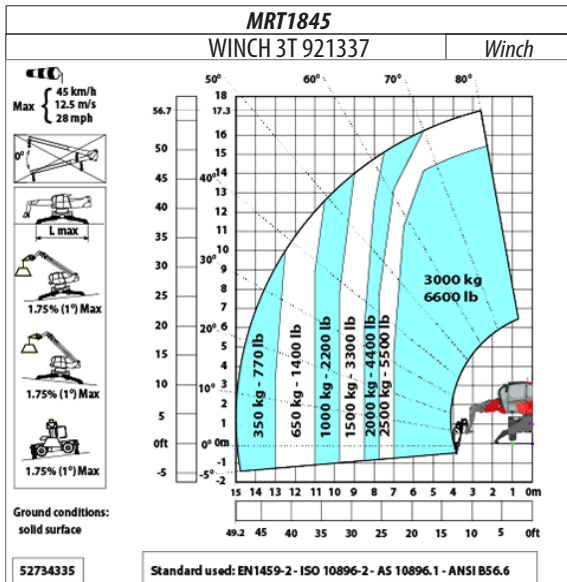 MRT1845
WINCH 3T 921337
Winch
Max
45 km/h
12.5 m/s
28 mph
0°
L max
1.75% (1°) Max
1.75% (1°) Max
1.75% (1°) Max
Ground conditions:
solid surface
52734335
50° 60° 70° 80°
56.7
50
45
40
35
30
25
20
15
10
5
0ft
-5
18
17.3
16
15
14
13
12
11
10
9
8
7
6
5
4
3
2
1
0m
-1
-2
40°
30°
20°
10°
0°
-5°
3000 kg
6600 lb
350 kg - 770 lb
650 kg - 1400 lb
1000 kg - 2200 lb
1500 kg - 3300 lb
2000 kg - 4400 lb
2500 kg - 5500 lb
15 14 13 12 11 10 9 8 7 6 5 4 3 2 1 0m
49.2 45 40 35 30 25 20 15 10 5 0ft
Standard used: EN1459-2 - ISO 10896-2 - AS 10896.1 - ANSI B56.6